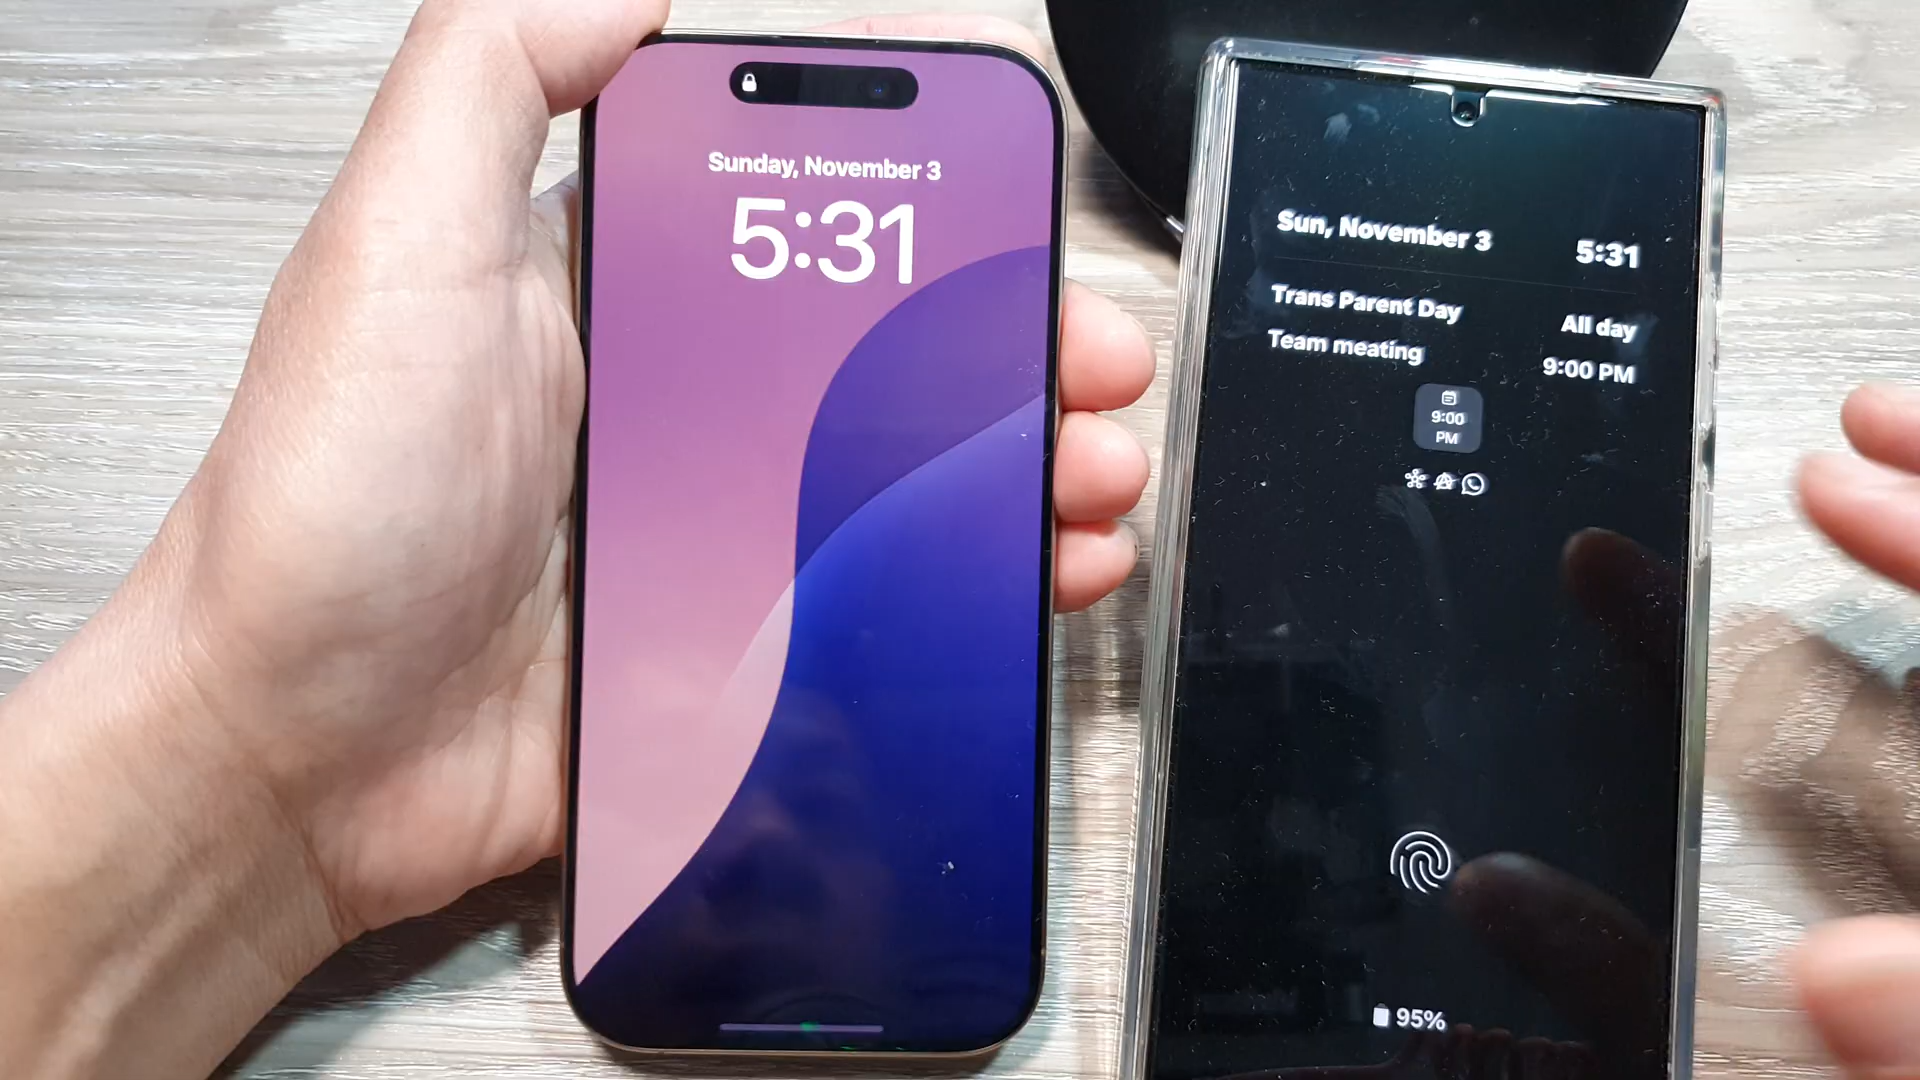 Sunday, November 3
5:31
Sun, November 3 5:31
Trans Parent Day All day
Team meating 9:00 PM
9:00
PM
95%